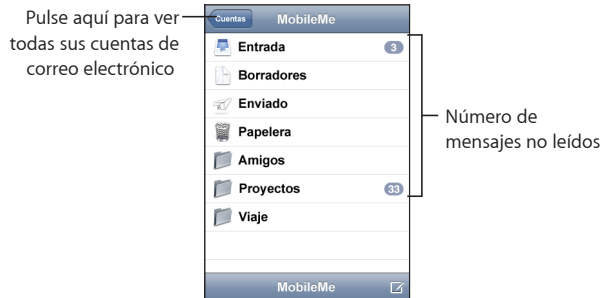 Pulse aquí para ver
todas sus cuentas de
correo electrónico
Cuentas
MobileMe
Entrada 3
Borradores
Enviado
Papelera
Amigos
Proyectos 33
Viaje
MobileMe
Número de
mensajes no leídos